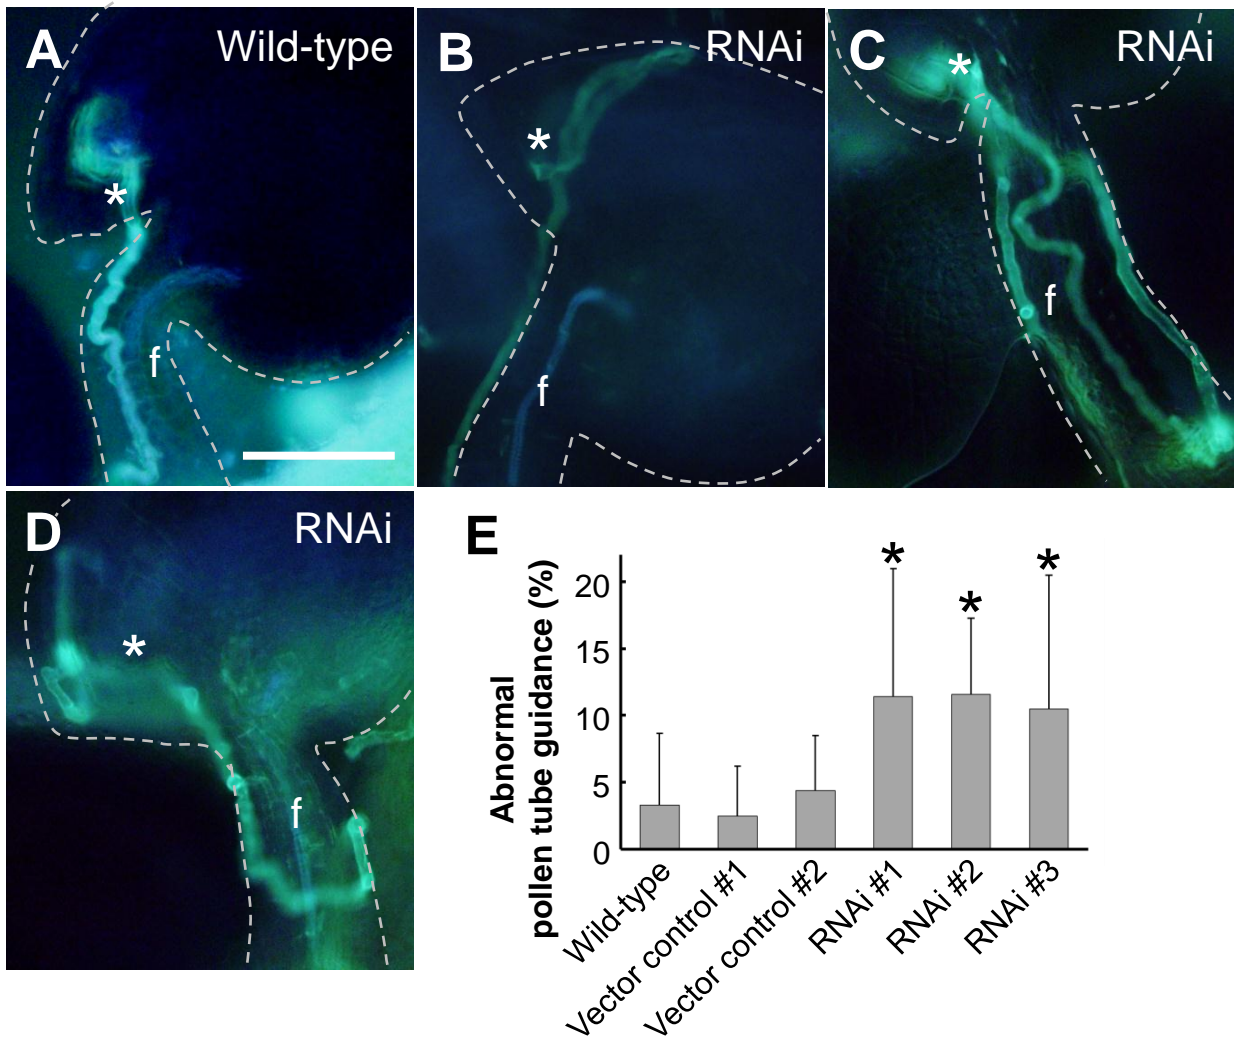 A Wild-type
*
f
B RNAi
*
f
C RNAi
*
f
D RNAi
*
f
E
Abnormal
pollen tube guidance (%)
20
15
10
5
0
* * *
Wild-type
Vector control #1
Vector control #2
RNAi #1
RNAi #2
RNAi #3